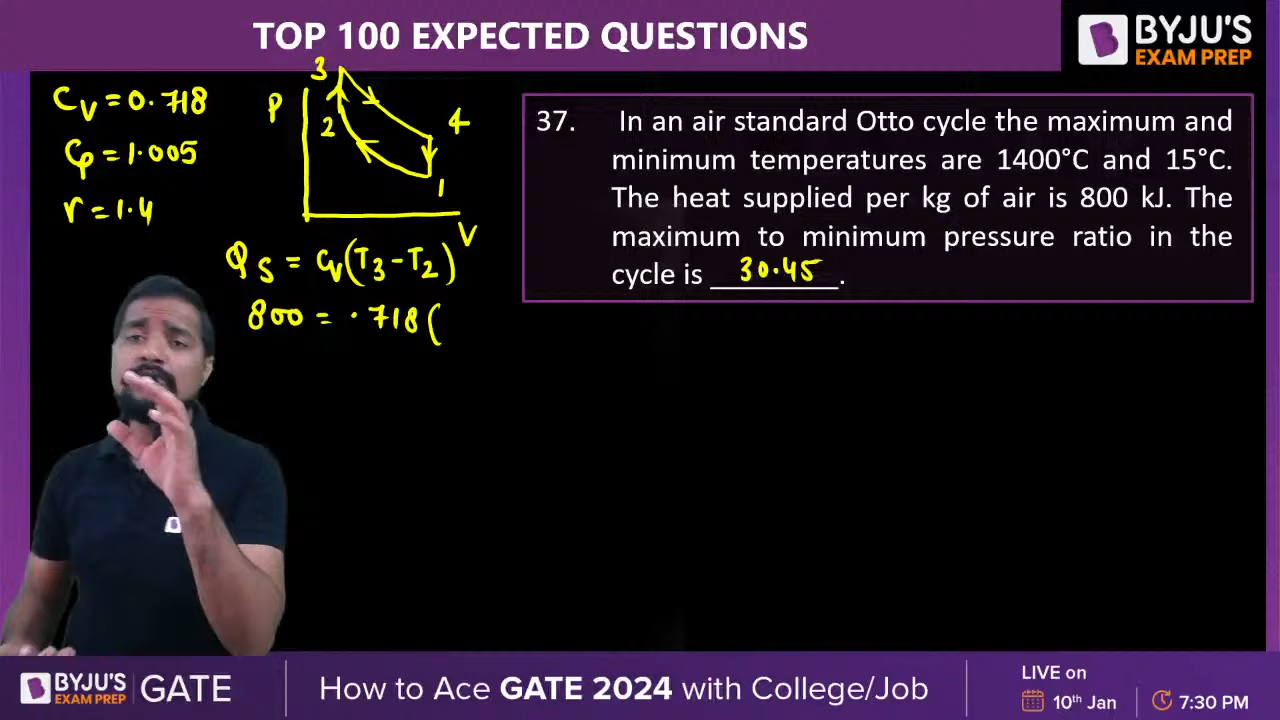 TOP 100 EXPECTED QUESTIONS
BYJU'S
EXAM PREP
Cv = 0.718
Cp = 1.005
r = 1.4
P
3
2
4
1
V
Qs = Cv(T3-T2)
800 = .718(
37. In an air standard Otto cycle the maximum and
minimum temperatures are 1400°C and 15°C.
The heat supplied per kg of air is 800 kJ. The
maximum to minimum pressure ratio in the
cycle is 30.45.
BYJU'S
EXAM PREP
GATE
How to Ace GATE 2024 with College/Job
LIVE on
10th Jan
7:30 PM